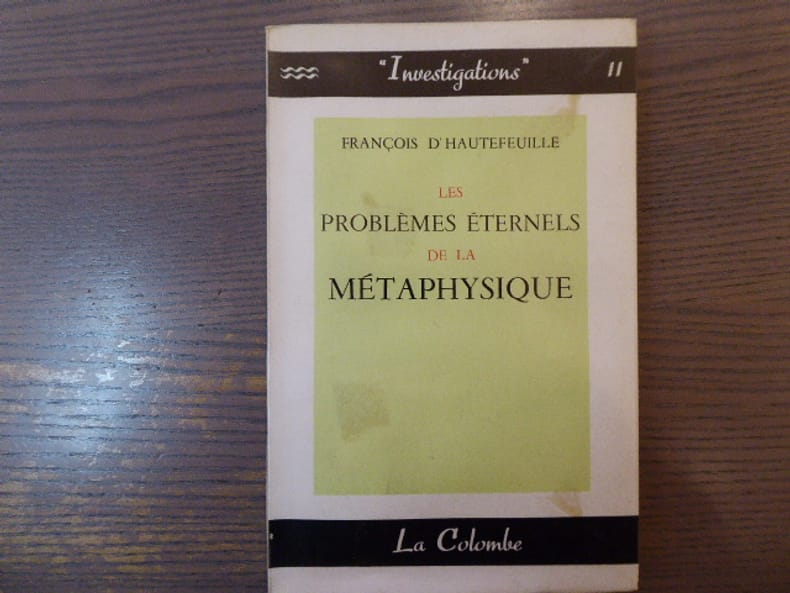 "Investigations" 11
FRANÇOIS D'HAUTEFEUILLE
LES
PROBLÈMES ÉTERNELS
DE LA
MÉTAPHYSIQUE
La Colombe